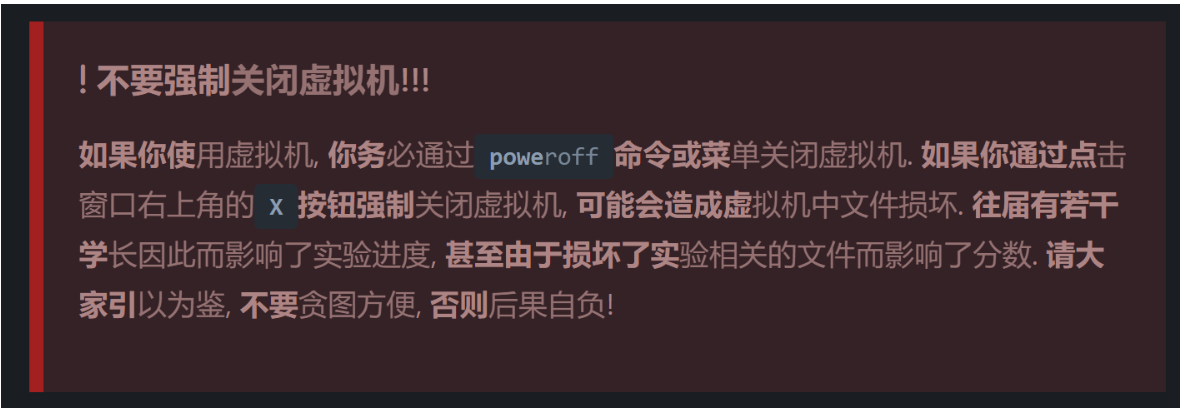 ! 不要强制关闭虚拟机!!!
如果你使用虚拟机, 你务必通过 poweroff 命令或菜单关闭虚拟机. 如果你通过点击
窗口右上角的 X 按钮强制关闭虚拟机, 可能会造成虚拟机中文件损坏. 往届有若干
学长因此而影响了实验进度, 甚至由于损坏了实验相关的文件而影响了分数. 请大
家引以为鉴, 不要贪图方便, 否则后果自负!